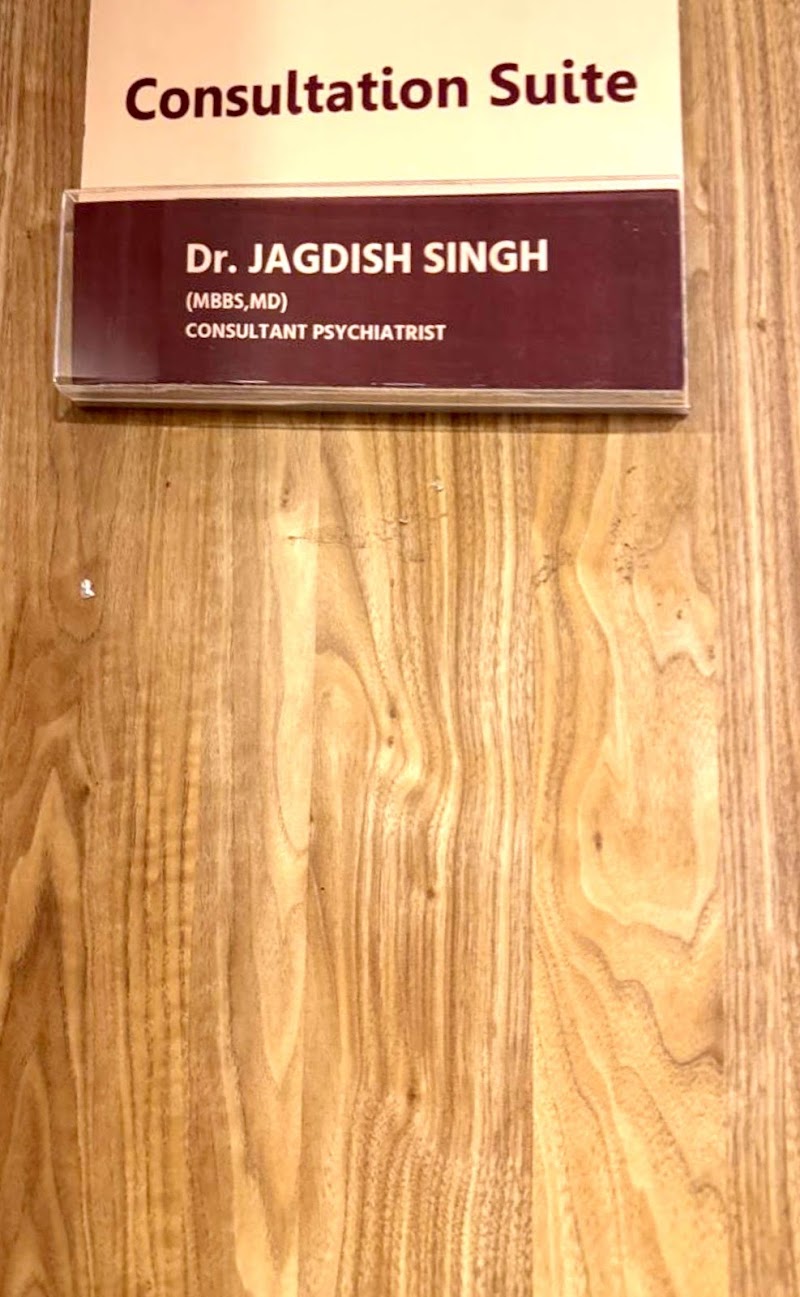 Consultation Suite
Dr. JAGDISH SINGH
(MBBS,MD)
CONSULTANT PSYCHIATRIST